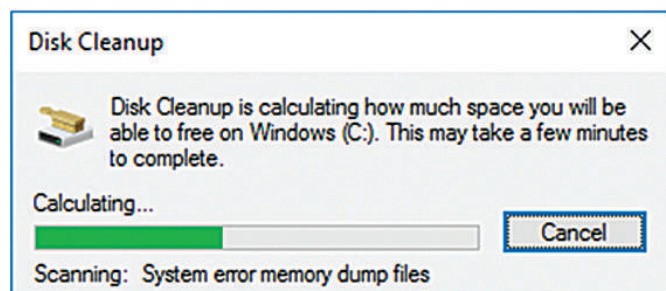 Disk Cleanup
Disk Cleanup is calculating how much space you will be
able to free on Windows (C:). This may take a few minutes
to complete.
Calculating...
Cancel
Scanning: System error memory dump files